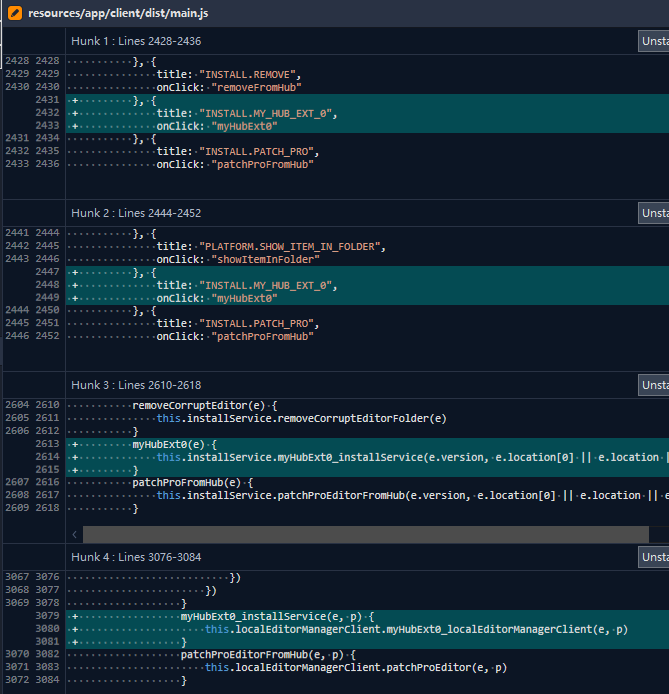 resources/app/client/dist/main.js
Hunk 1 : Lines 2428-2436
Unsta
2428 2428 }, {
2429 2429 title: "INSTALL.REMOVE",
2430 2430 onClick: "removeFromHub"
2431 + }, {
2432 + title: "INSTALL.MY_HUB_EXT_0",
2433 + onClick: "myHubExt0"
2431 2434 }, {
2432 2435 title: "INSTALL.PATCH_PRO",
2433 2436 onClick: "patchProFromHub"
Hunk 2 : Lines 2444-2452
Unsta
2441 2444 }, {
2442 2445 title: "PLATFORM.SHOW_ITEM_IN_FOLDER",
2443 2446 onClick: "showItemInFolder"
2447 + }, {
2448 + title: "INSTALL.MY_HUB_EXT_0",
2449 + onClick: "myHubExt0"
2444 2450 }, {
2445 2451 title: "INSTALL.PATCH_PRO",
2446 2452 onClick: "patchProFromHub"
Hunk 3 : Lines 2610-2618
Unsta
2604 2610 removeCorruptEditor(e) {
2605 2611 this.installService.removeCorruptEditorFolder(e)
2606 2612 }
2613 + myHubExt0(e) {
2614 + this.installService.myHubExt0_installService(e.version, e.location[0] || e.location |
2615 + }
2607 2616 patchProFromHub(e) {
2608 2617 this.installService.patchProEditorFromHub(e.version, e.location[0] || e.location || e
2609 2618 }
Hunk 4 : Lines 3076-3084
Unsta
3067 3076 })
3068 3077 })
3069 3078 }
3079 + myHubExt0_installService(e, p) {
3080 + this.localEditorManagerClient.myHubExt0_localEditorManagerClient(e, p)
3081 + }
3070 3082 patchProEditorFromHub(e, p) {
3071 3083 this.localEditorManagerClient.patchProEditor(e, p)
3072 3084 }